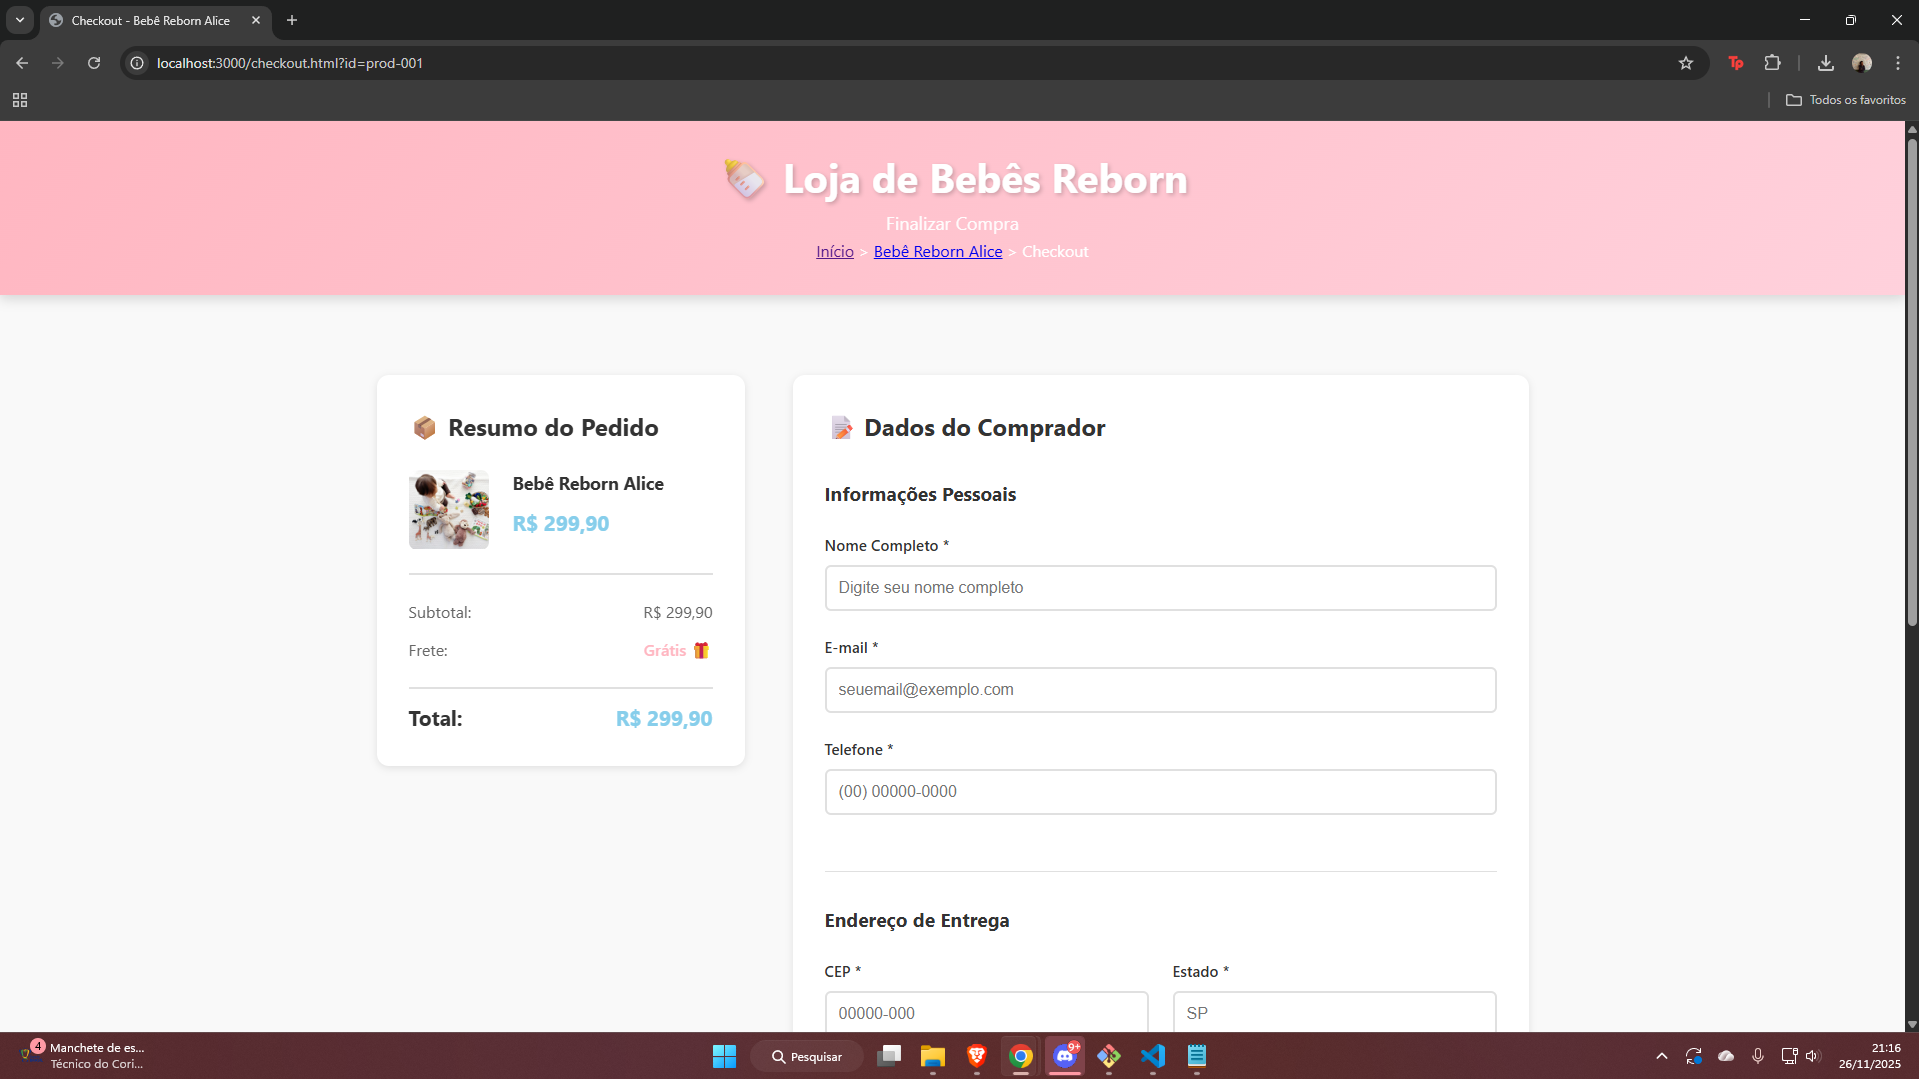 Checkout - Bebê Reborn Alice
localhost:3000/checkout.html?id=prod-001
Tp
Todos os favoritos
Loja de Bebês Reborn
Finalizar Compra
Início > Bebê Reborn Alice > Checkout
Resumo do Pedido
Bebê Reborn Alice
R$ 299,90
Subtotal: R$ 299,90
Frete: Grátis
Total: R$ 299,90
Dados do Comprador
Informações Pessoais
Nome Completo *
Digite seu nome completo
E-mail *
seuemail@exemplo.com
Telefone *
(00) 00000-0000
Endereço de Entrega
CEP * Estado *
00000-000 SP
4
Manchete de es...
Técnico do Cori...
Pesquisar
9+
21:16
26/11/2025